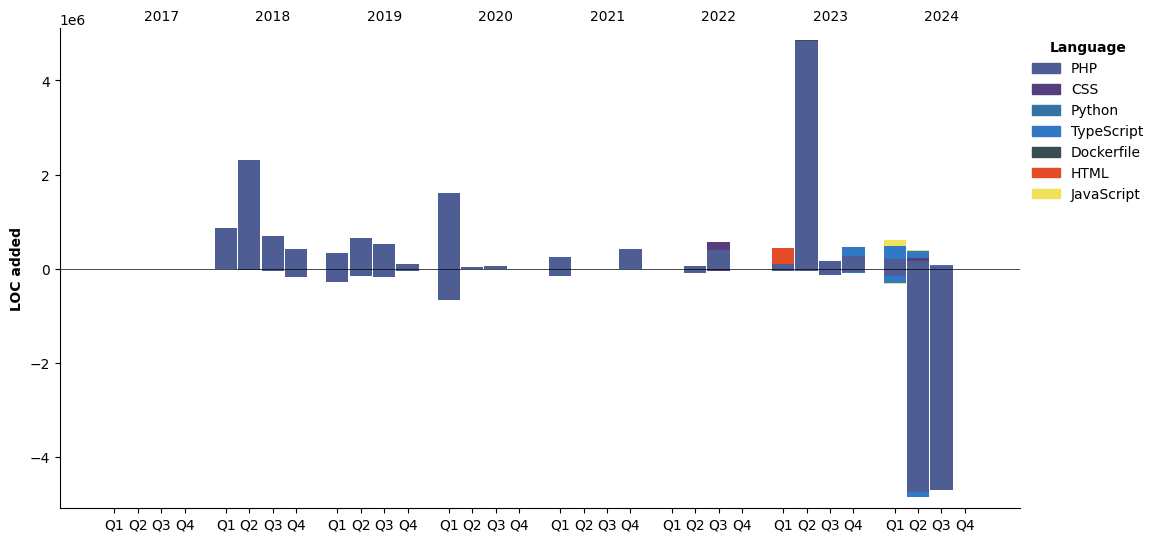 1e6
2017 2018 2019 2020 2021 2022 2023 2024
Language
PHP
CSS
Python
TypeScript
Dockerfile
HTML
JavaScript
LOC added
4
2
0
−2
−4
Q1 Q2 Q3 Q4 Q1 Q2 Q3 Q4 Q1 Q2 Q3 Q4 Q1 Q2 Q3 Q4 Q1 Q2 Q3 Q4 Q1 Q2 Q3 Q4 Q1 Q2 Q3 Q4 Q1 Q2 Q3 Q4